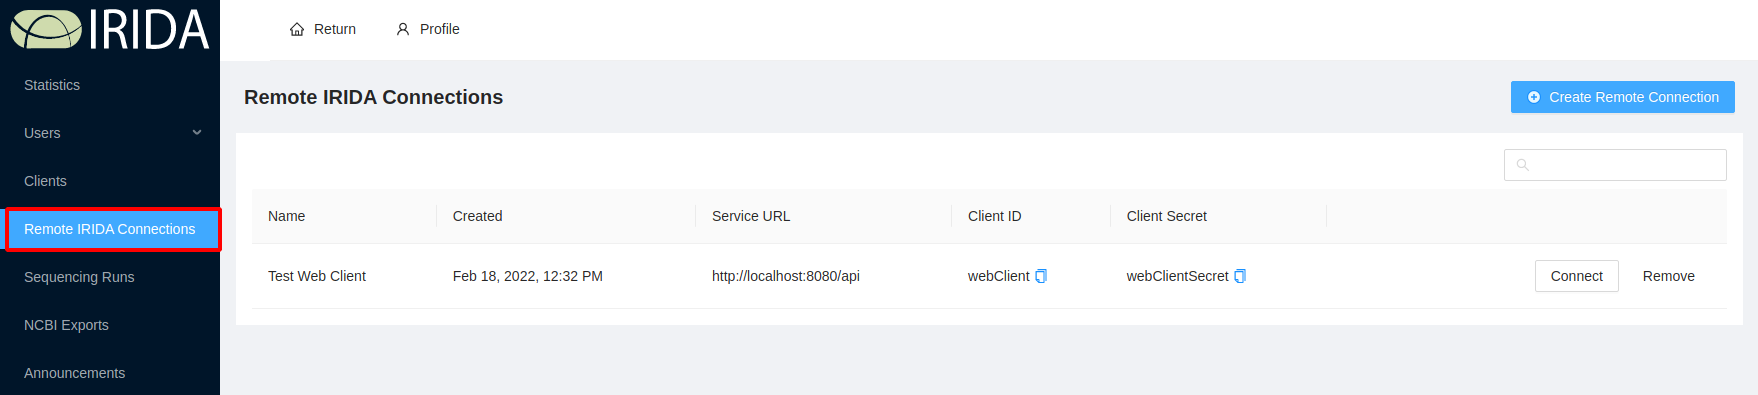 IRIDA
Return Profile
Statistics
Users
Clients
Remote IRIDA Connections
Sequencing Runs
NCBI Exports
Announcements
Remote IRIDA Connections
Create Remote Connection
Name Created Service URL Client ID Client Secret
Test Web Client Feb 18, 2022, 12:32 PM http://localhost:8080/api webClient webClientSecret Connect Remove